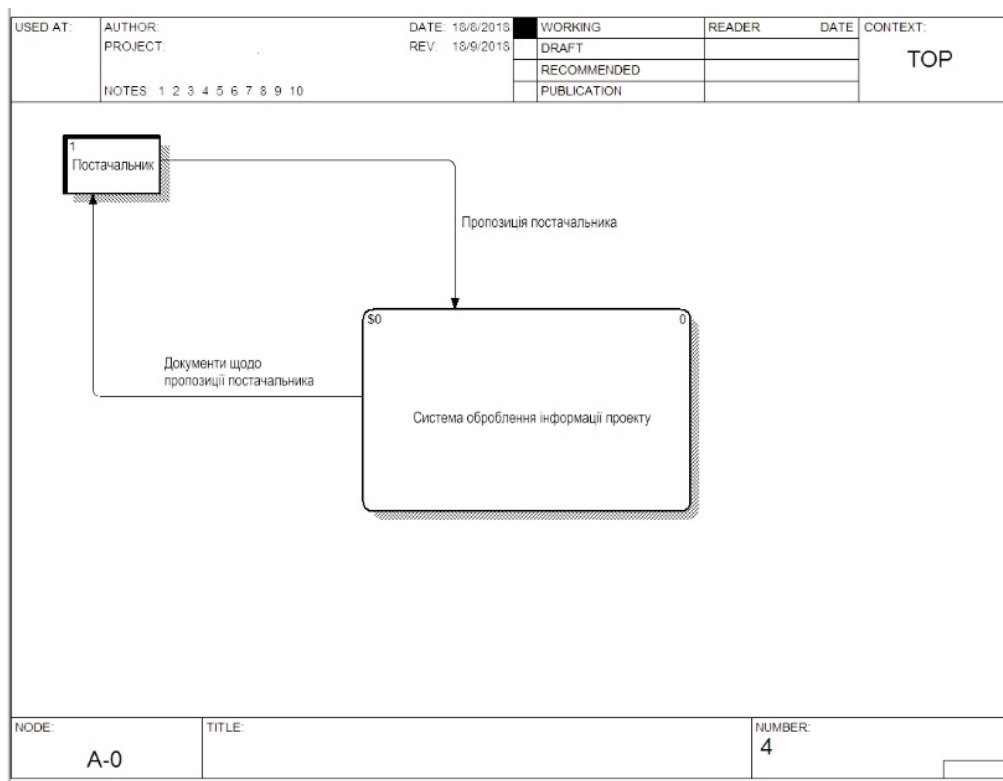 USED AT:
AUTHOR:
DATE: 18/8/2018
PROJECT:
REV: 18/9/2018
NOTES: 1 2 3 4 5 6 7 8 9 10
WORKING
DRAFT
RECOMMENDED
PUBLICATION
READER DATE
CONTEXT:
TOP
1
Постачальник
Пропозиція постачальника
$0
0
Документи щодо
пропозиції постачальника
Система оброблення інформації проекту
NODE:
A-0
TITLE:
NUMBER:
4